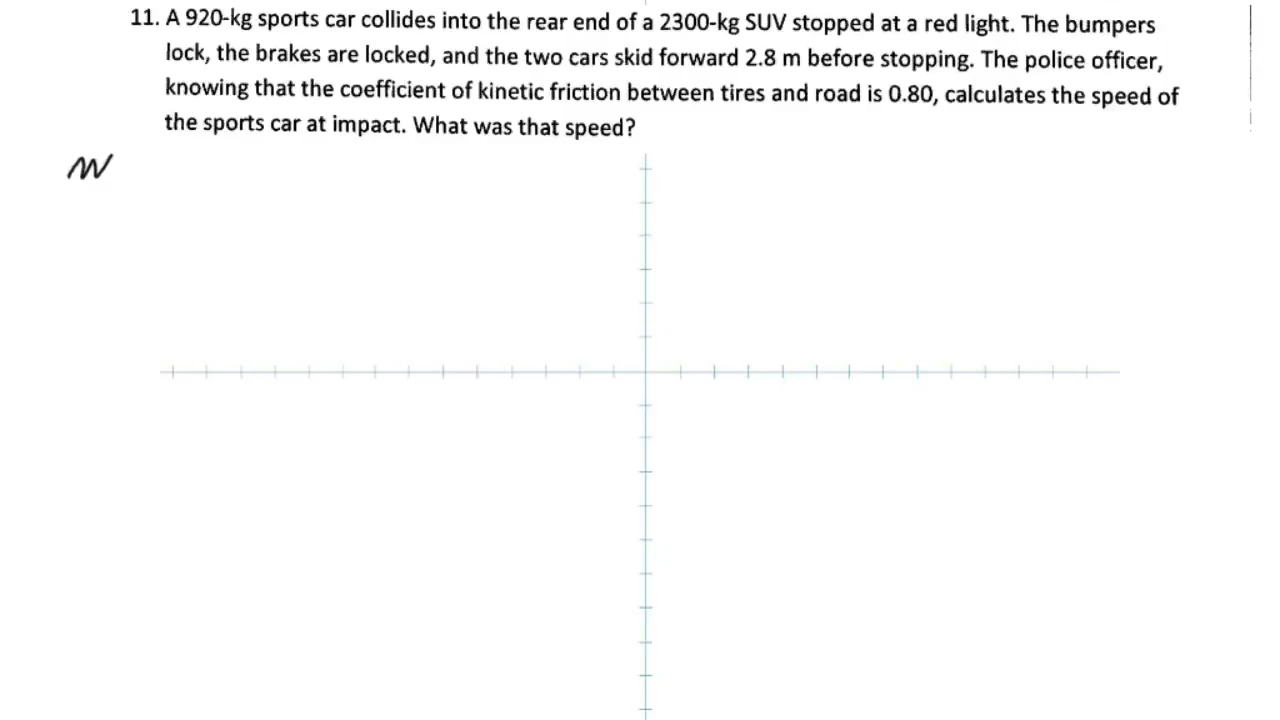 11. A 920-kg sports car collides into the rear end of a 2300-kg SUV stopped at a red light. The bumpers
lock, the brakes are locked, and the two cars skid forward 2.8 m before stopping. The police officer,
knowing that the coefficient of kinetic friction between tires and road is 0.80, calculates the speed of
the sports car at impact. What was that speed?